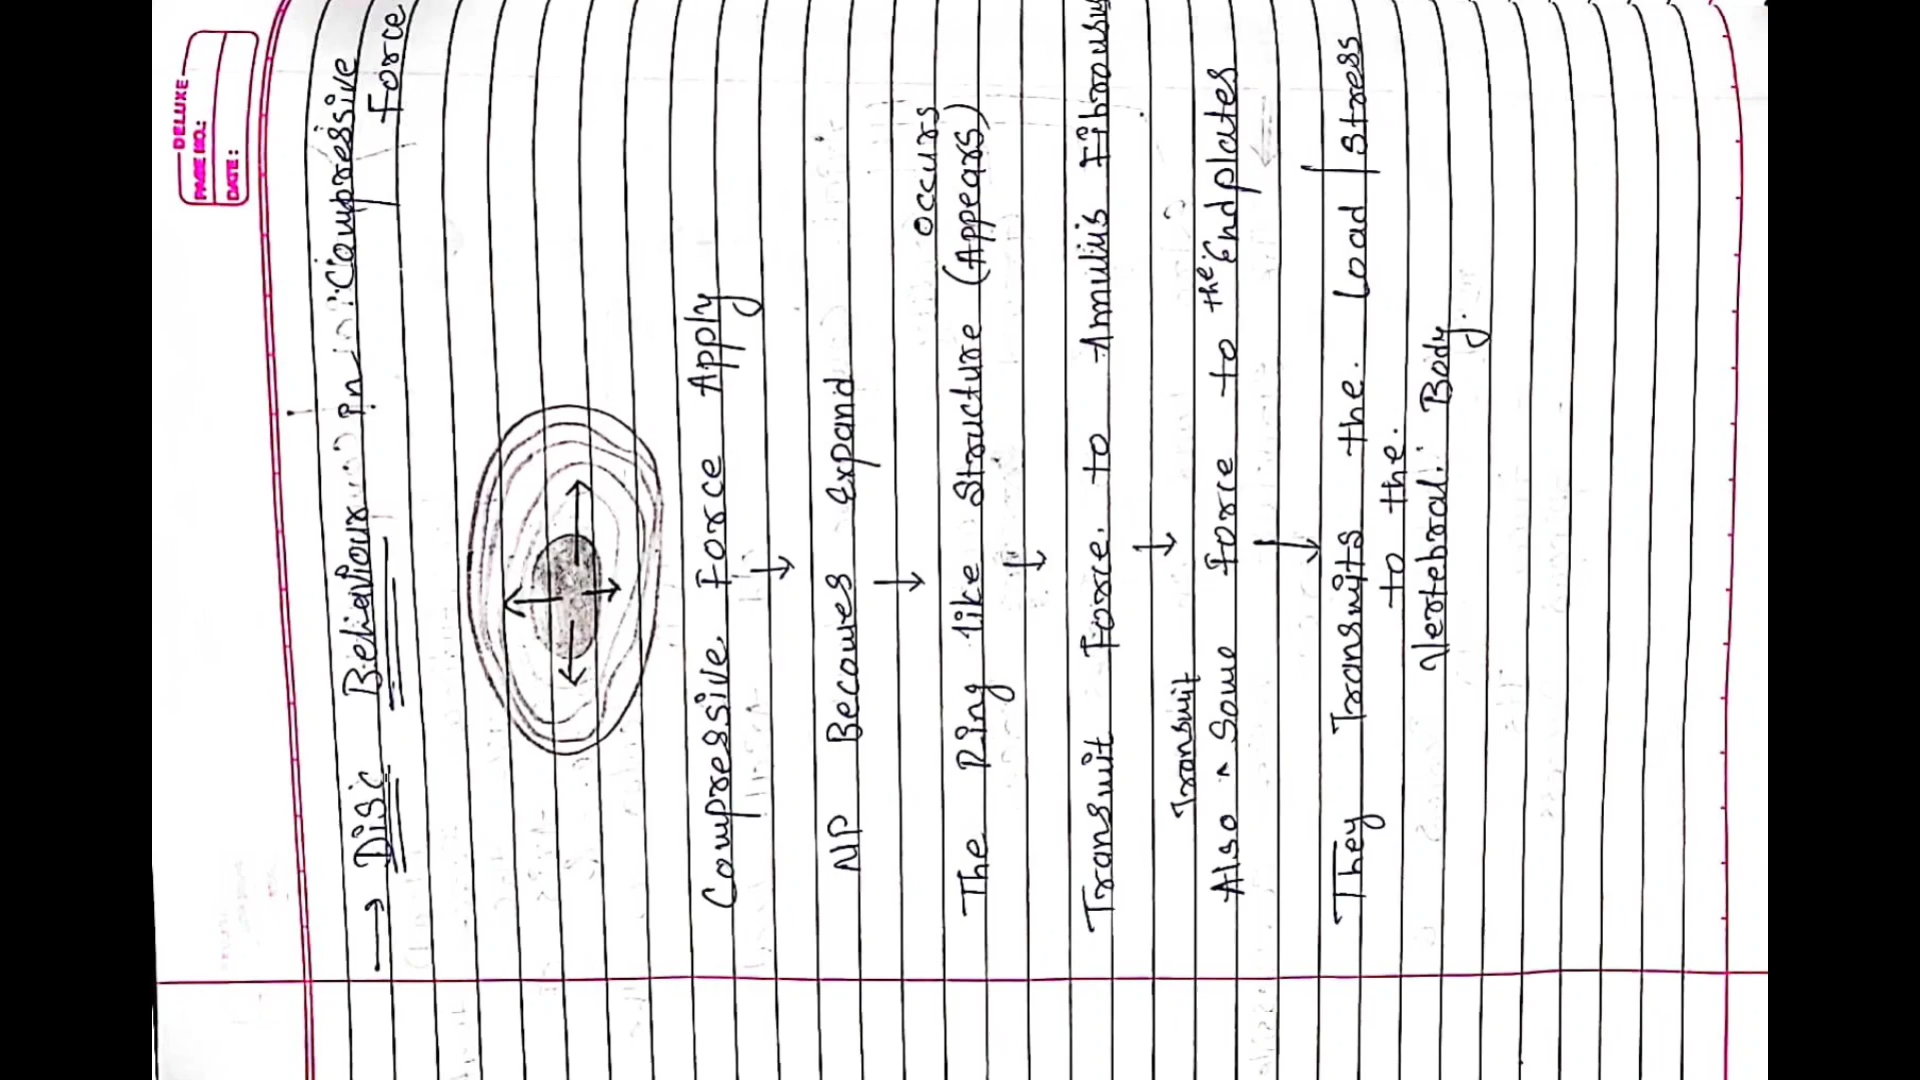 DELUXE
PAGE NO.:
DATE:
→ Disc Behaviour in Compressive
Force
Compressive Force Apply
↓
NP Becomes Expand
↓
occurs
The Ring like Structure (Appears)
↓
Transmit Force. to Annulus Fibrosus
↓
Transmit
Also ^ Some force to the Endplates
↓
They Transmits the. Load / Stress
to the.
Vertebral. Body.